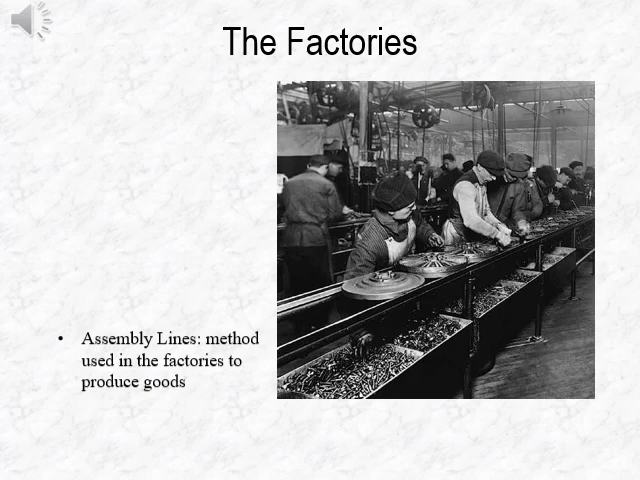 The Factories
• Assembly Lines: method
used in the factories to
produce goods